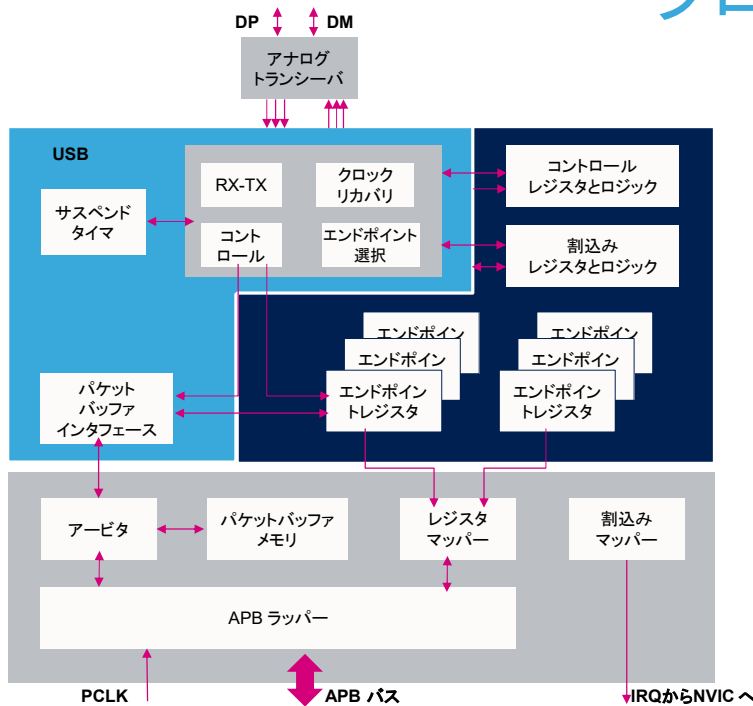 ブロ
DP DM
アナログ
トランシーバ
USB
RX-TX
クロック
リカバリ
コントロール
レジスタとロジック
サスペンド
タイマ
コント
ロール
エンドポイント
選択
割込み
レジスタとロジック
エンドポイン
エンドポイン
エンドポイン
トレジスタ
エンドポイン
エンドポイン
エンドポイン
トレジスタ
パケット
バッファ
インタフェース
アービタ
パケットバッファ
メモリ
レジスタ
マッパー
割込み
マッパー
APB ラッパー
PCLK
APB バス
IRQからNVIC へ